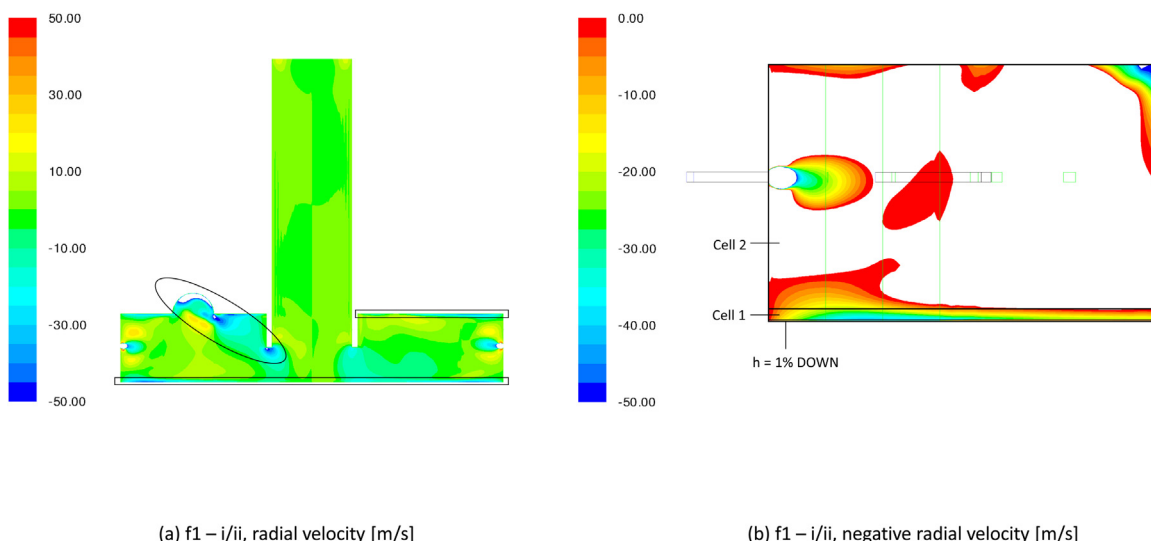 50.00
30.00
10.00
-10.00
-30.00
-50.00
0.00
-10.00
-20.00
-30.00
-40.00
-50.00
Cell 2
Cell 1
h = 1% DOWN
(a) f1 – i/ii, radial velocity [m/s]
(b) f1 – i/ii, negative radial velocity [m/s]